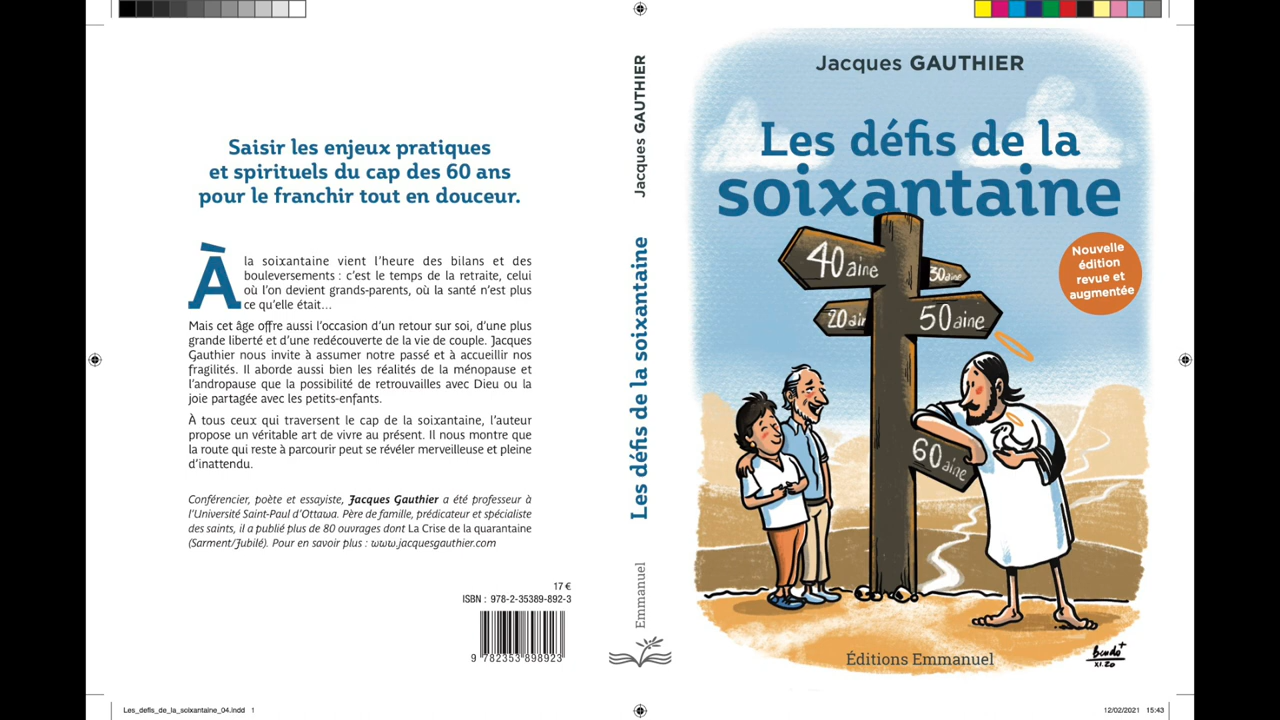 Saisir les enjeux pratiques
et spirituels du cap des 60 ans
pour le franchir tout en douceur.
À la soixantaine vient l'heure des bilans et des
bouleversements : c'est le temps de la retraite, celui
où l'on devient grands-parents, où la santé n'est plus
ce qu'elle était...
Mais cet âge offre aussi l'occasion d'un retour sur soi, d'une plus
grande liberté et d'une redécouverte de la vie de couple. Jacques
Gauthier nous invite à assumer notre passé et à accueillir nos
fragilités. Il aborde aussi bien les réalités de la ménopause et
l'andropause que la possibilité de retrouvailles avec Dieu ou la
joie partagée avec les petits-enfants.
À tous ceux qui traversent le cap de la soixantaine, l'auteur
propose un véritable art de vivre au présent. Il nous montre que
la route qui reste à parcourir peut se révéler merveilleuse et pleine
d'inattendu.
Conférencier, poète et essayiste, Jacques Gauthier a été professeur à
l'Université Saint-Paul d'Ottawa. Père de famille, prédicateur et spécialiste
des saints, il a publié plus de 80 ouvrages dont La Crise de la quarantaine
(Sarment/Jubilé). Pour en savoir plus : www.jacquesgauthier.com
17 €
ISBN : 978-2-35389-892-3
9 782353 898923
Jacques GAUTHIER
Les défis de la soixantaine
Emmanuel
Jacques GAUTHIER
Les défis de la
soixantaine
Nouvelle
édition
revue et
augmentée
40aine
30aine
20ain
50aine
60aine
Éditions Emmanuel
XI.20
Les_defis_de_la_soixantaine_04.indd 1
12/02/2021 15:43